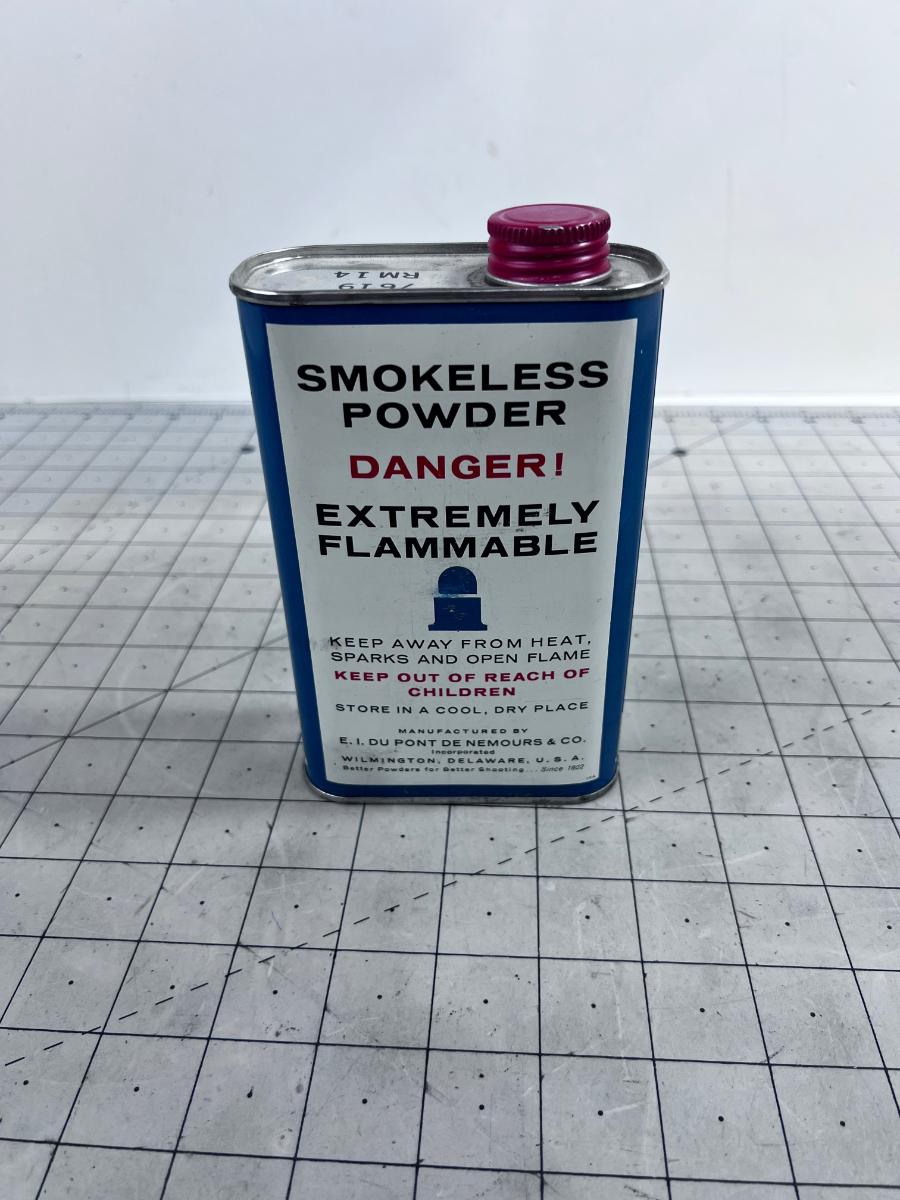 7619
RM 14
SMOKELESS
POWDER
DANGER!
EXTREMELY
FLAMMABLE
KEEP AWAY FROM HEAT,
SPARKS AND OPEN FLAME
KEEP OUT OF REACH OF
CHILDREN
STORE IN A COOL, DRY PLACE
MANUFACTURED BY
E. I. DU PONT DE NEMOURS & CO.
Incorporated
WILMINGTON, DELAWARE, U. S. A.
Better Powders for Better Shooting... Since 1802